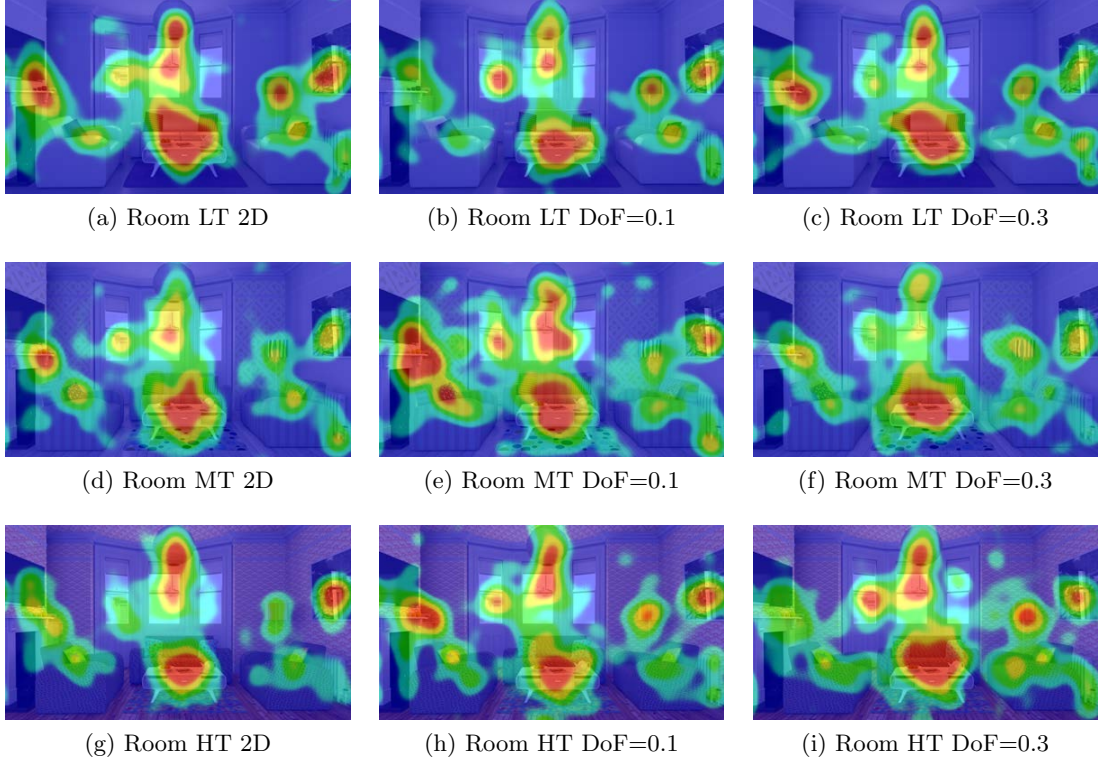 (a) Room LT 2D
(b) Room LT DoF=0.1
(c) Room LT DoF=0.3
(d) Room MT 2D
(e) Room MT DoF=0.1
(f) Room MT DoF=0.3
(g) Room HT 2D
(h) Room HT DoF=0.1
(i) Room HT DoF=0.3